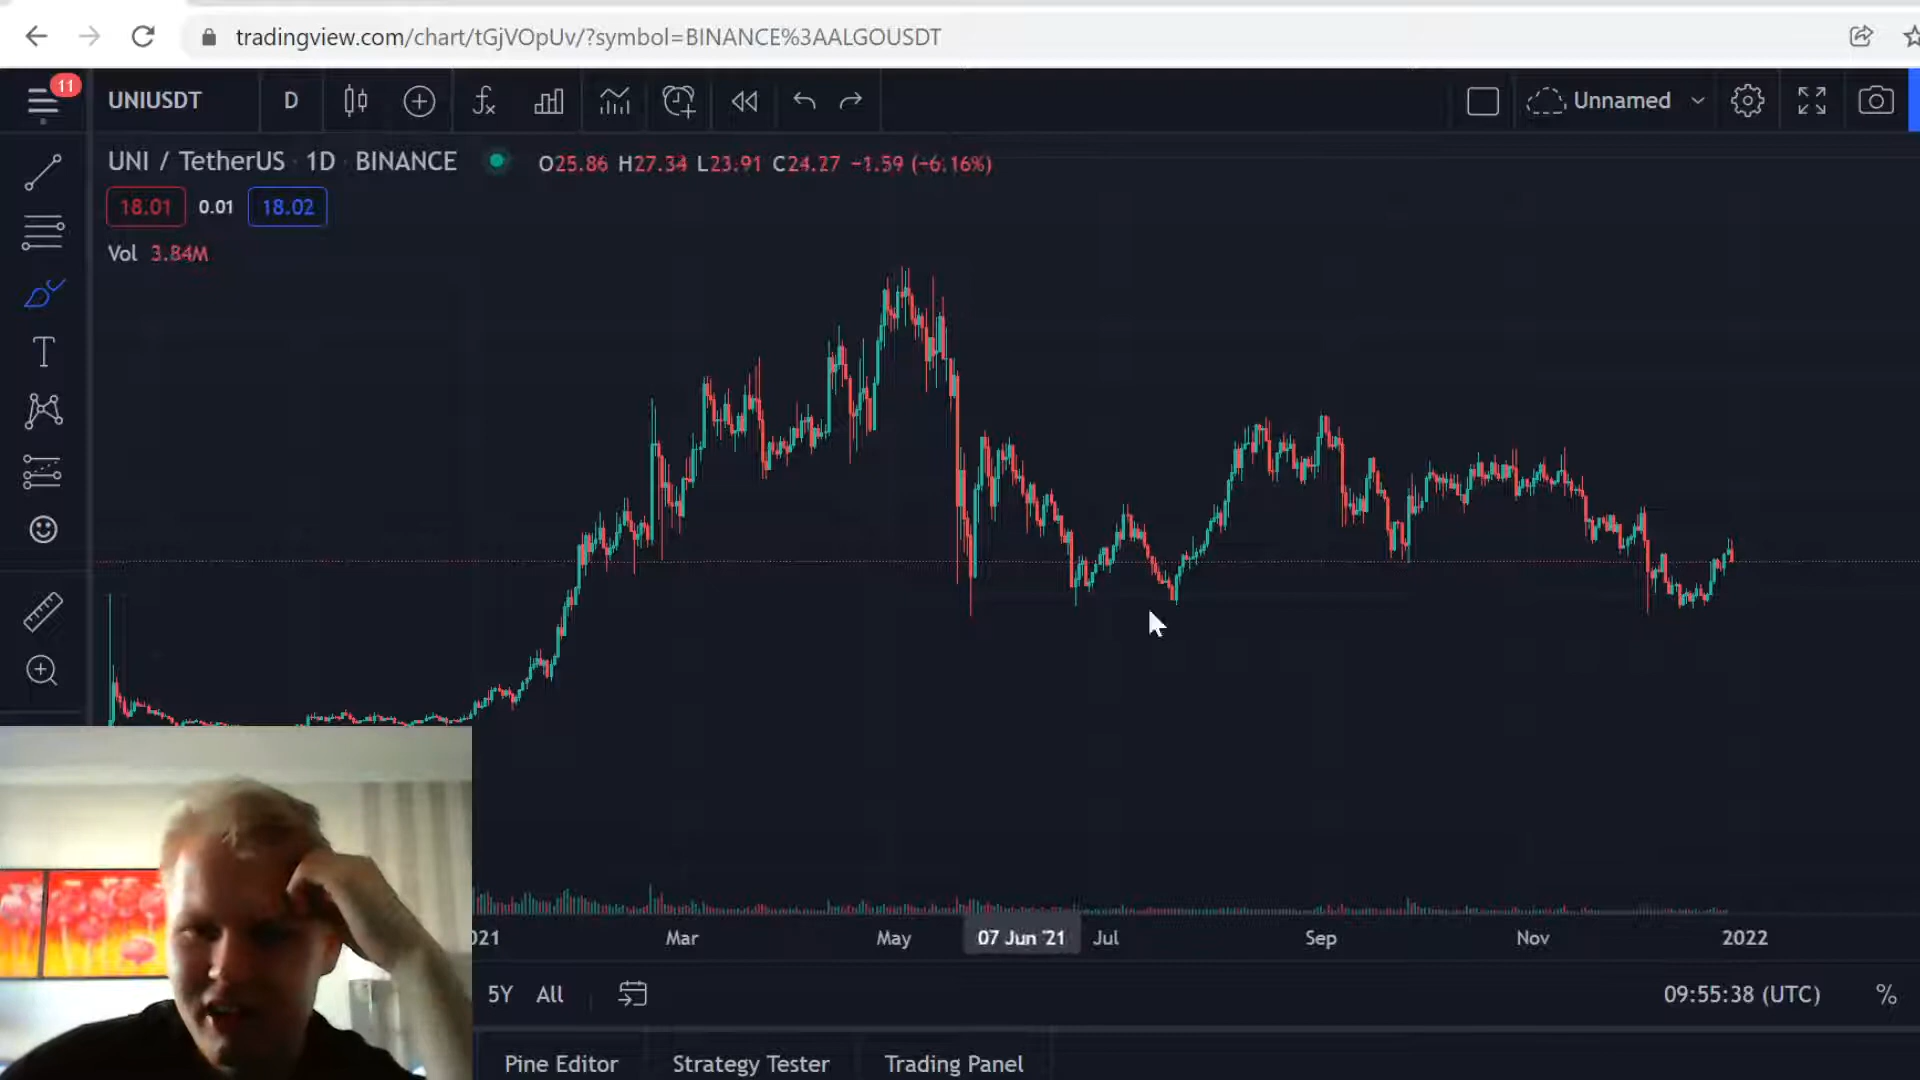 tradingview.com/chart/tGjVOpUv/?symbol=BINANCE%3AALGOUSDT
11
UNIUSDT D fx Unnamed
UNI / TetherUS · 1D · BINANCE O25.86 H27.34 L23.91 C24.27 −1.59 (−6.16%)
18.01 0.01 18.02
Vol 3.84M
T
021 Mar May 07 Jun '21 Jul Sep Nov 2022
5Y All 09:55:38 (UTC) %
Pine Editor Strategy Tester Trading Panel